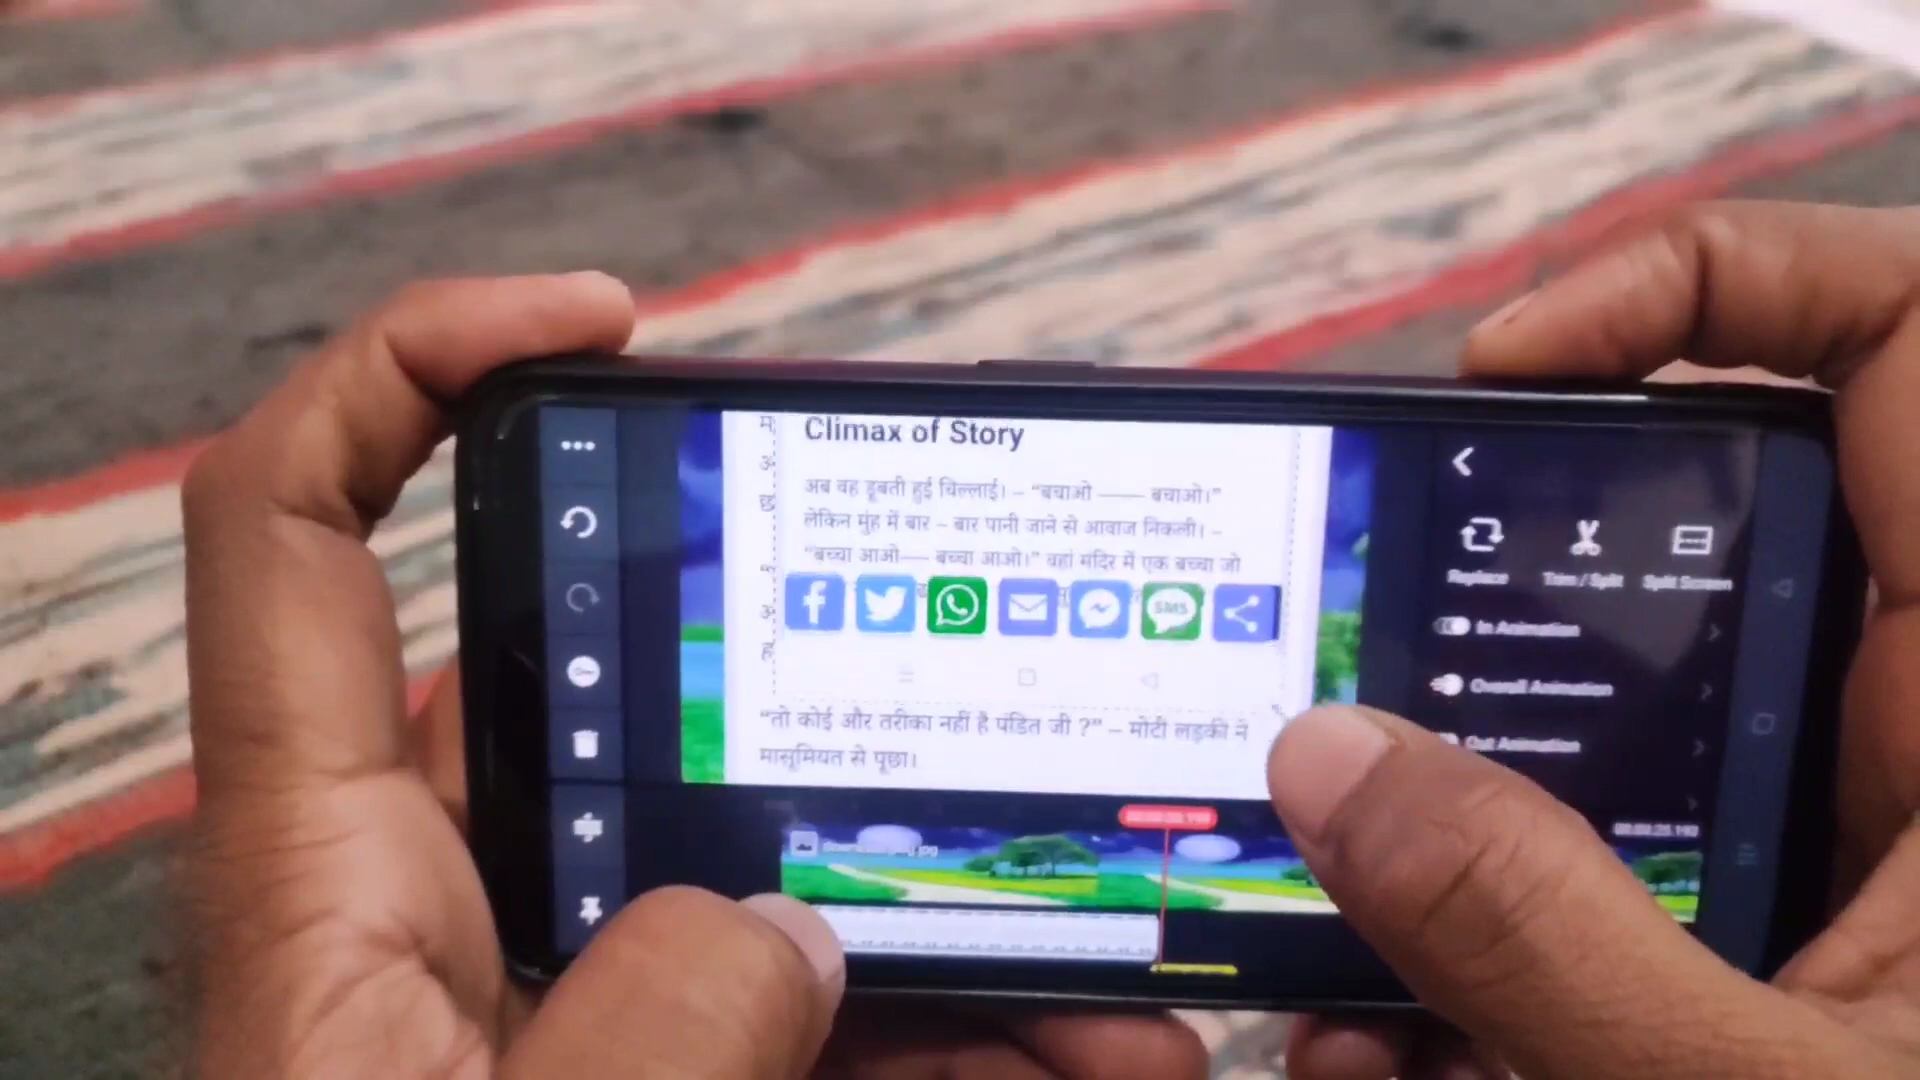 Climax of Story
अब वह डूबती हुई चिल्लाई। – “बचाओ —— बचाओ।”
लेकिन मुंह में बार – बार पानी जाने से आवाज निकली। –
“बच्चा आओ— बच्चा आओ।” वहां मंदिर में एक बच्चा जो
SMS
“तो कोई और तरीका नहीं है पंडित जी ?” – मोटी लड़की ने
मासूमियत से पूछा।
Replace
Trim / Split
Split Screen
In Animation
Overall Animation
Out Animation